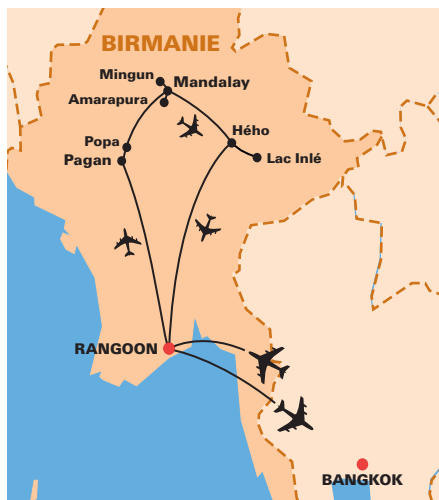 BIRMANIE
Mingun
Mandalay
Amarapura
Hého
Popa
Pagan
Lac Inlé
RANGOON
BANGKOK